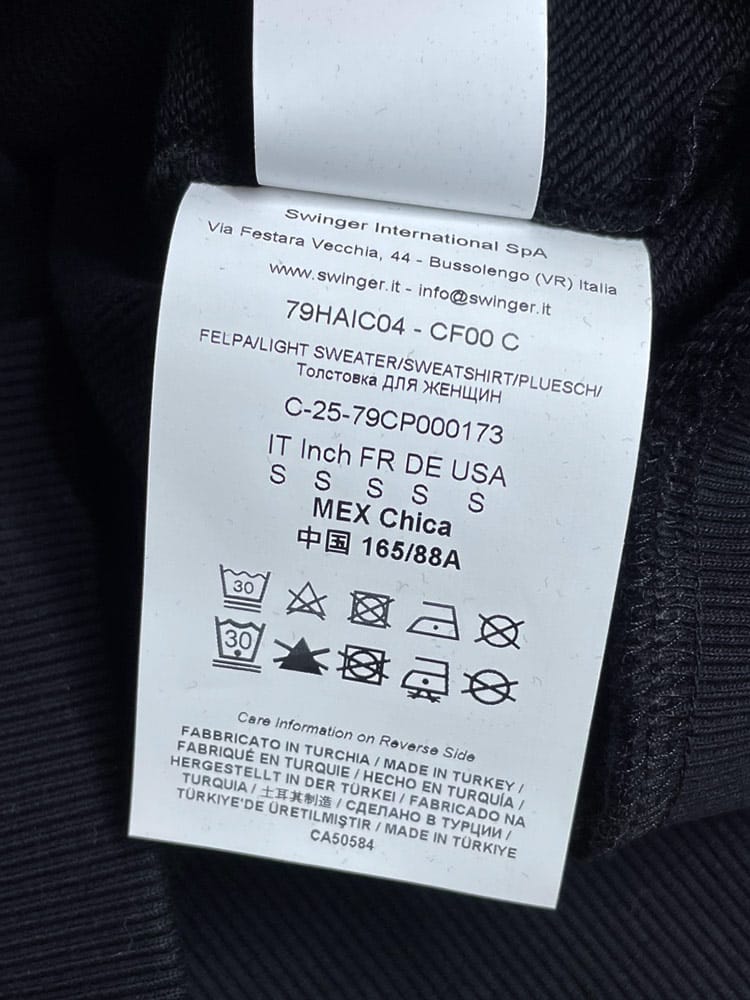 Swinger International SpA
Via Festara Vecchia, 44 - Bussolengo (VR) Italia
www.swinger.it - info@swinger.it
79HAIC04 - CF00 C
FELPA/LIGHT SWEATER/SWEATSHIRT/PLUESCH/
Толстовка ДЛЯ ЖЕНЩИН
C-25-79CP000173
IT Inch FR DE USA
S S S S S
MEX Chica
中国 165/88A
30
30
Care Information on Reverse Side
FABBRICATO IN TURCHIA / MADE IN TURKEY /
FABRIQUÉ EN TURQUIE / HECHO EN TURQUÍA /
HERGESTELLT IN DER TÜRKEI / FABRICADO NA
TURQUIA / 土耳其制造 / СДЕЛАНО В ТУРЦИИ /
TÜRKİYE'DE ÜRETİLMİŞTİR / MADE IN TÜRKİYE
CA50584